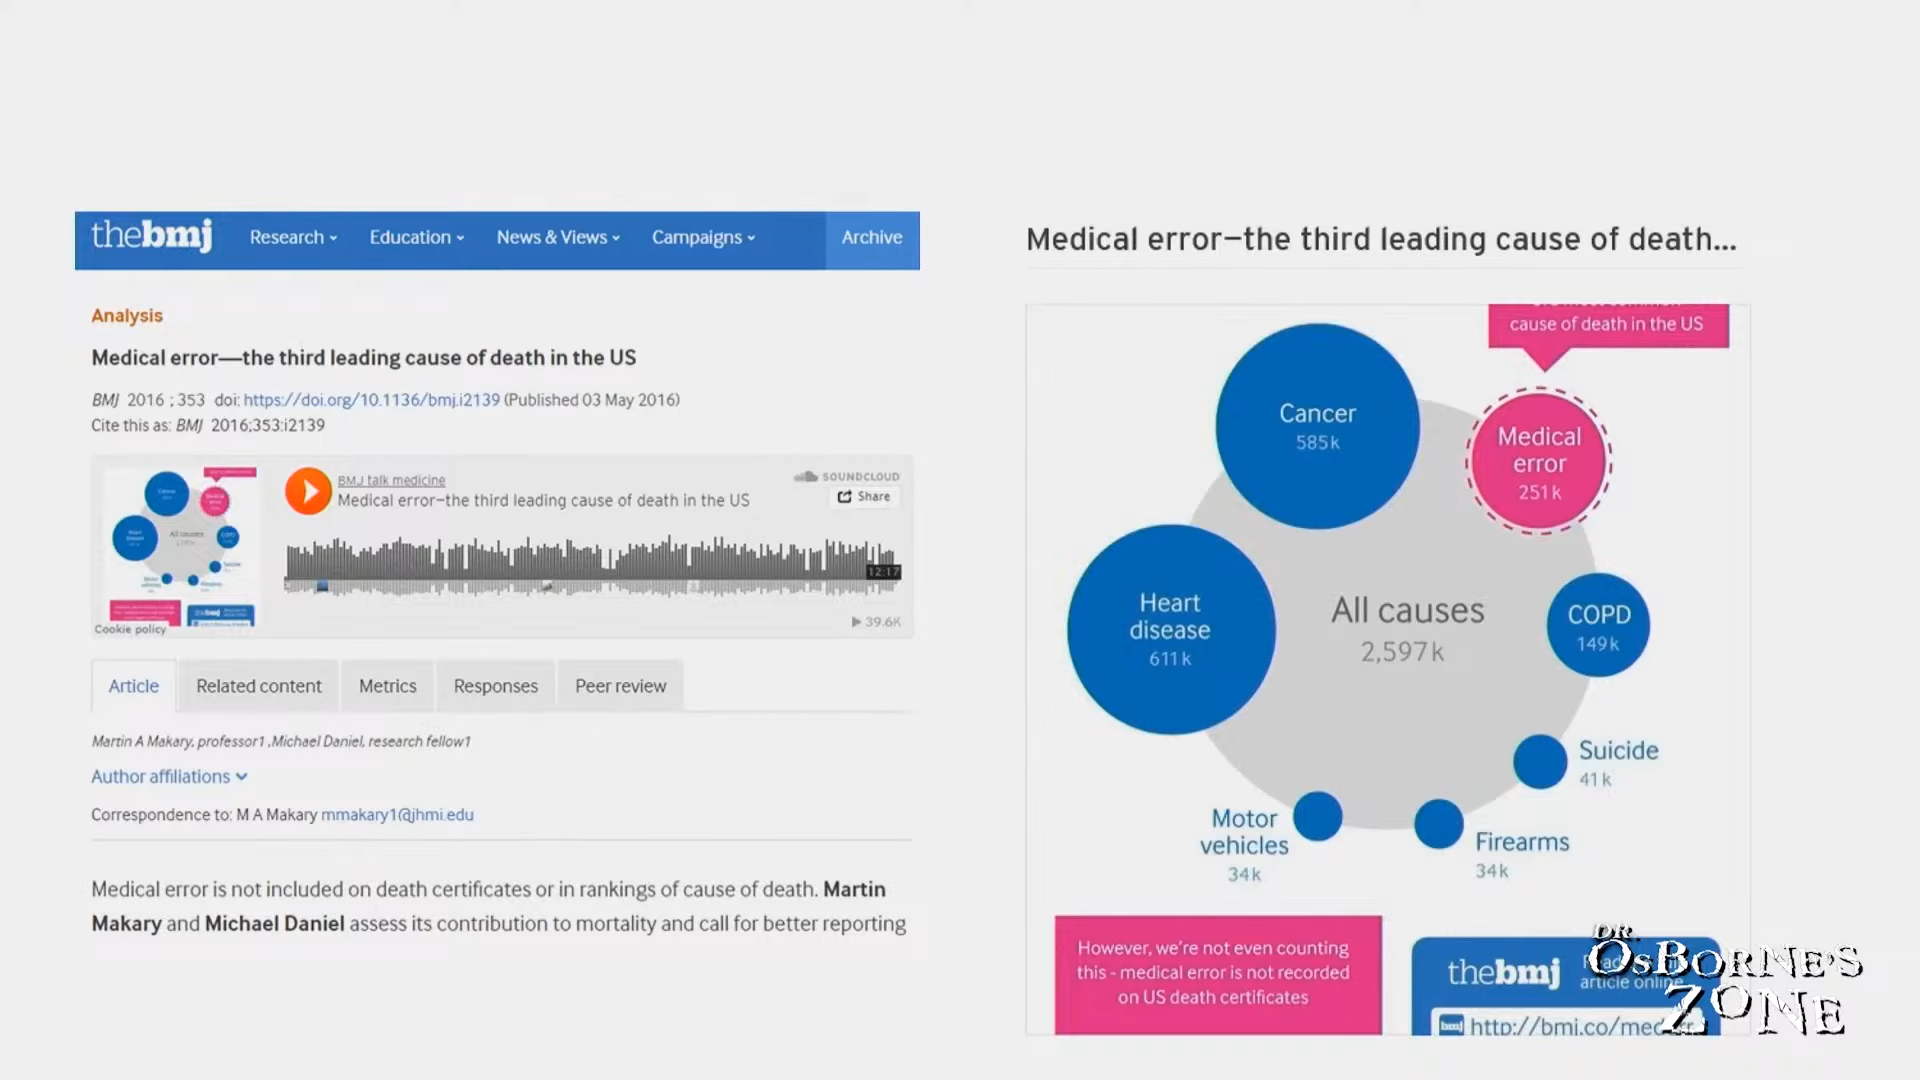 thebmj
Research
Education
News & Views
Campaigns
Archive
Analysis
Medical error—the third leading cause of death in the US
BMJ 2016 ; 353 doi: https://doi.org/10.1136/bmj.i2139 (Published 03 May 2016)
Cite this as: BMJ 2016;353:i2139
BMJ talk medicine
Medical error—the third leading cause of death in the US
SOUNDCLOUD
Share
12:17
39.6K
Cookie policy
Article
Related content
Metrics
Responses
Peer review
Martin A Makary, professor1 ,Michael Daniel, research fellow1
Author affiliations
Correspondence to: M A Makary mmakary1@jhmi.edu
Medical error is not included on death certificates or in rankings of cause of death. Martin
Makary and Michael Daniel assess its contribution to mortality and call for better reporting
Medical error—the third leading cause of death...
cause of death in the US
Cancer
585k
Medical
error
251k
Heart
disease
611k
All causes
2,597k
COPD
149k
Suicide
41k
Motor
vehicles
34k
Firearms
34k
However, we're not even counting
this - medical error is not recorded
on US death certificates
thebmj
article online
http://bmj.co/mederr
DR.
OSBORNE'S
ZONE